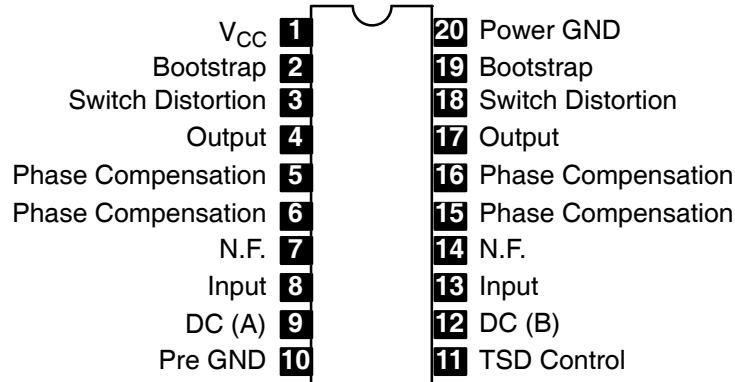 VCC 1 20 Power GND
Bootstrap 2 19 Bootstrap
Switch Distortion 3 18 Switch Distortion
Output 4 17 Output
Phase Compensation 5 16 Phase Compensation
Phase Compensation 6 15 Phase Compensation
N.F. 7 14 N.F.
Input 8 13 Input
DC (A) 9 12 DC (B)
Pre GND 10 11 TSD Control